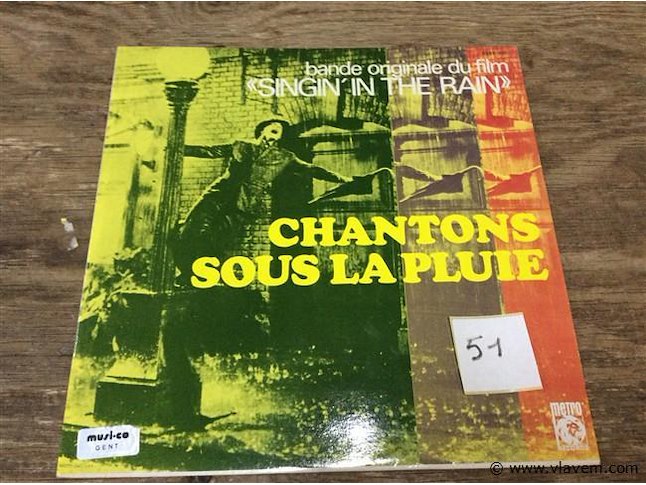 bande originale du film
«SINGIN' IN THE RAIN»
CHANTONS
SOUS LA PLUIE
51
metro
musi-co
GENT
© www.vlavem.com